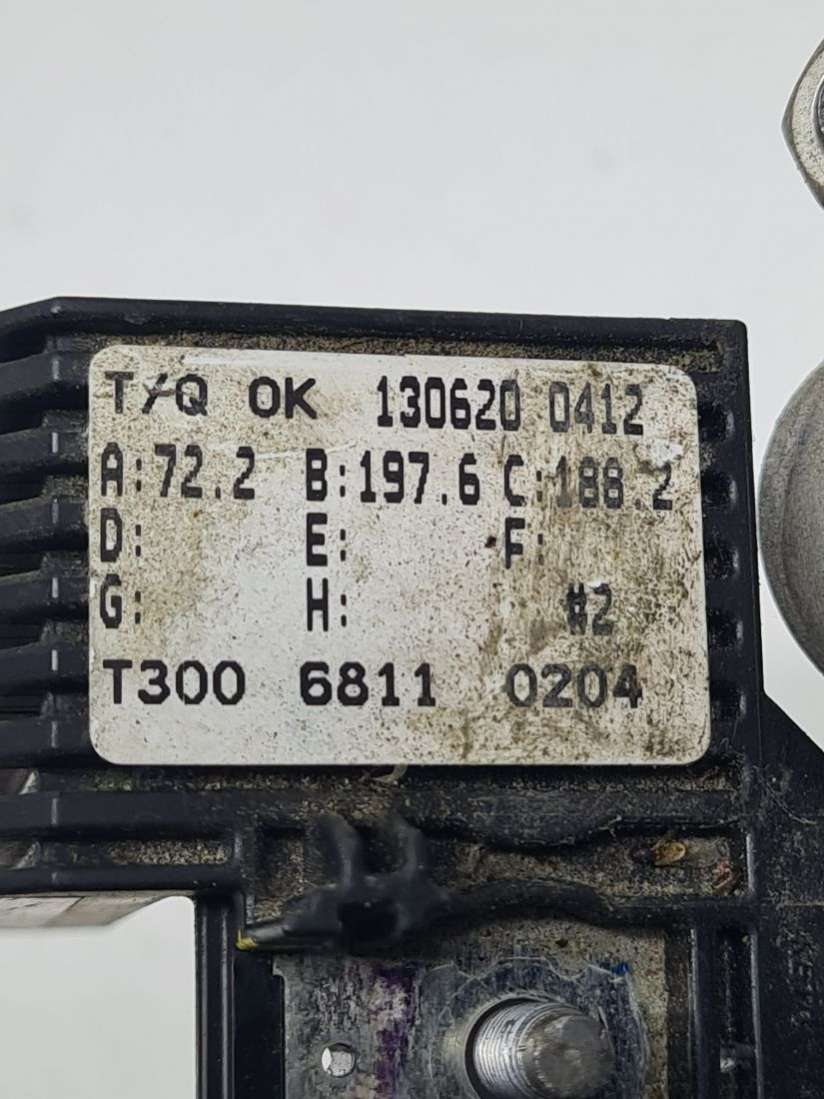 T/Q OK 130620 0412
A:72.2 B:197.6 C:188.2
D: E: F:
G: H: #2
T300 6811 0204